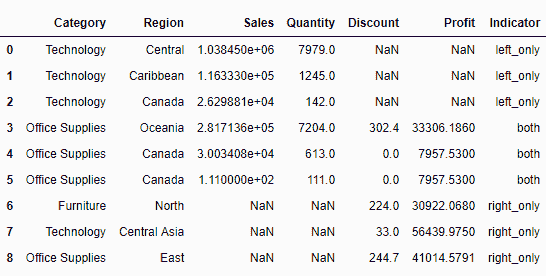 Category Region Sales Quantity Discount Profit Indicator
0 Technology Central 1.038450e+06 7979.0 NaN NaN left_only
1 Technology Caribbean 1.163330e+05 1245.0 NaN NaN left_only
2 Technology Canada 2.629881e+04 142.0 NaN NaN left_only
3 Office Supplies Oceania 2.817136e+05 7204.0 302.4 33306.1860 both
4 Office Supplies Canada 3.003408e+04 613.0 0.0 7957.5300 both
5 Office Supplies Canada 1.110000e+02 111.0 0.0 7957.5300 both
6 Furniture North NaN NaN 224.0 30922.0680 right_only
7 Technology Central Asia NaN NaN 33.0 56439.9750 right_only
8 Office Supplies East NaN NaN 244.7 41014.5791 right_only